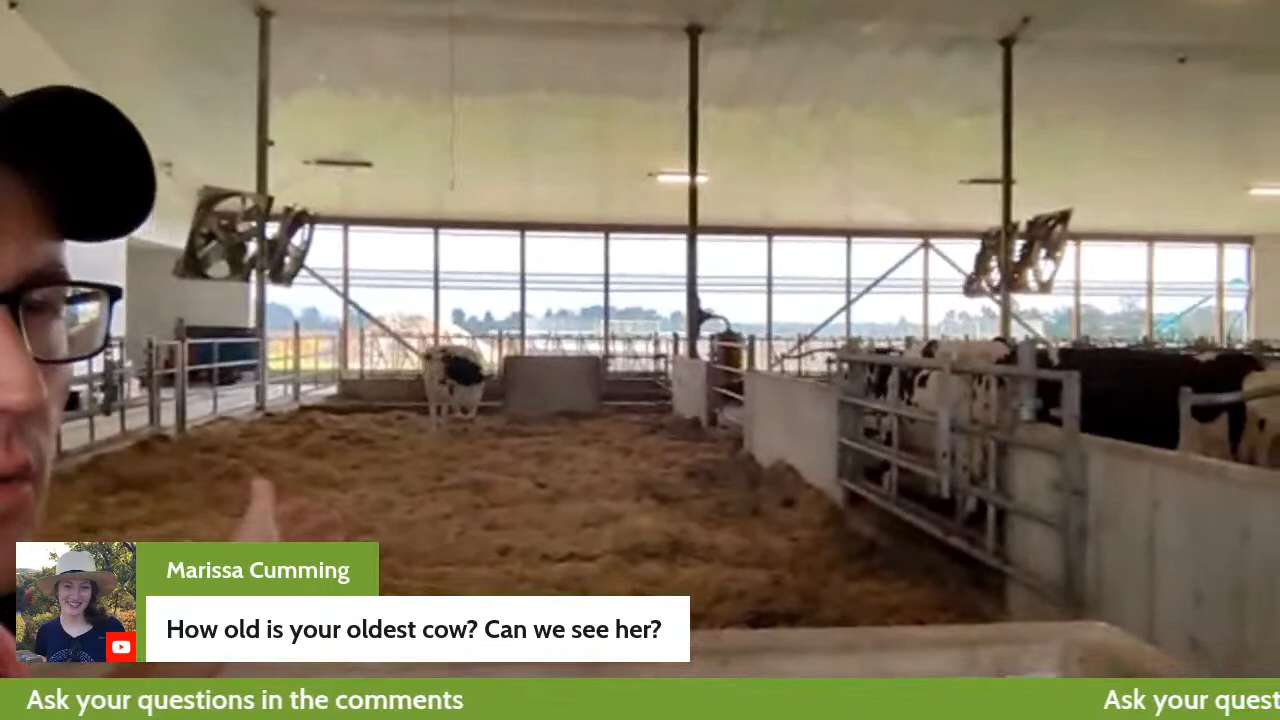 Marissa Cumming
How old is your oldest cow? Can we see her?
Ask your questions in the comments
Ask your quest